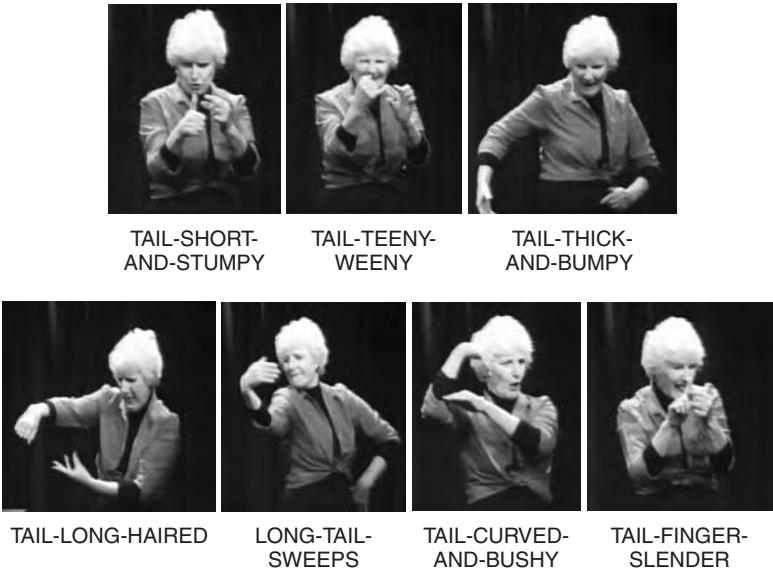 TAIL-SHORT-
AND-STUMPY
TAIL-TEENY-
WEENY
TAIL-THICK-
AND-BUMPY
TAIL-LONG-HAIRED
LONG-TAIL-
SWEEPS
TAIL-CURVED-
AND-BUSHY
TAIL-FINGER-
SLENDER